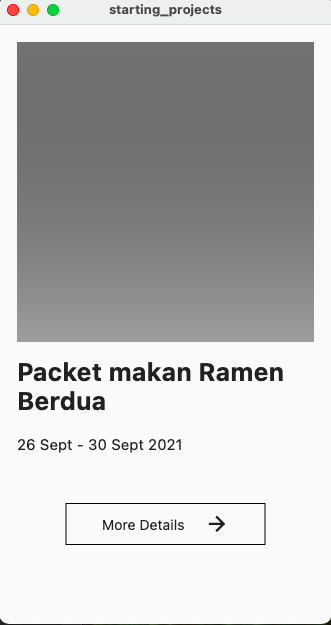 starting_projects
Packet makan Ramen
Berdua
26 Sept - 30 Sept 2021
More Details